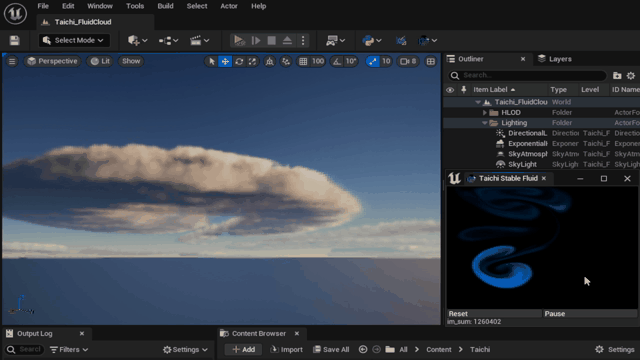 File Edit Window Tools Build Select Actor Help
Taichi_FluidCloud
Select Mode
Perspective Lit Show 100 10° 10 8
Outliner Layers
Search...
Item Label Type Level ID Name
Taichi_FluidClou World
HLOD Folder ActorFo
Lighting Folder ActorFo
DirectionalL Directio Taichi_F Directio
ExponentialH Exponen Taichi_F Exponen
SkyAtmosph SkyAtm Taichi_F SkyAtm
SkyLight SkyLigh Taichi_F SkyLigh
Taichi Stable Fluid
Reset Pause
im_sum: 1260402
Output Log Content Browser
Search Filters Settings Add Import Save All All Content Taichi Settings